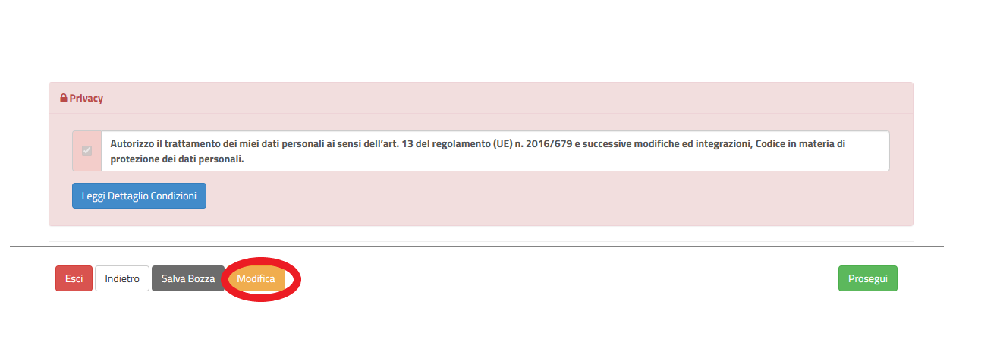 Privacy
Autorizzo il trattamento dei miei dati personali ai sensi dell'art. 13 del regolamento (UE) n. 2016/679 e successive modifiche ed integrazioni, Codice in materia di
protezione dei dati personali.
Leggi Dettaglio Condizioni
Esci Indietro Salva Bozza Modifica Prosegui